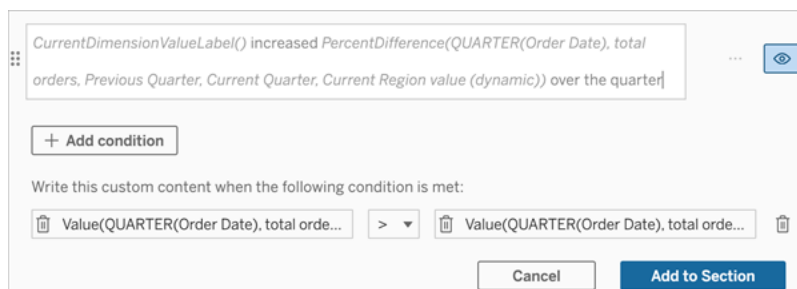 CurrentDimensionValueLabel() increased PercentDifference(QUARTER(Order Date), total
orders, Previous Quarter, Current Quarter, Current Region value (dynamic)) over the quarter
+ Add condition
Write this custom content when the following condition is met:
Value(QUARTER(Order Date), total orde... > Value(QUARTER(Order Date), total orde...
Cancel Add to Section